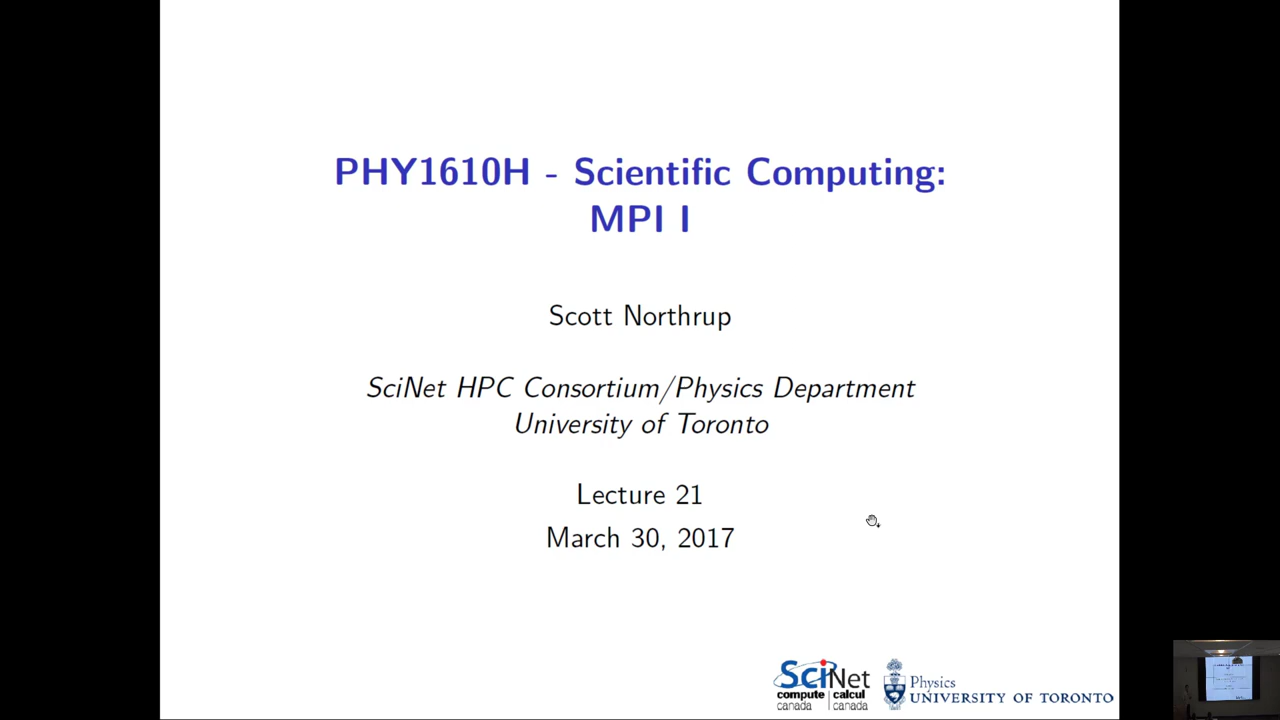 PHY1610H - Scientific Computing:
MPI I
Scott Northrup
SciNet HPC Consortium/Physics Department
University of Toronto
Lecture 21
March 30, 2017
SciNet
compute | calcul
canada | canada
Physics
UNIVERSITY OF TORONTO